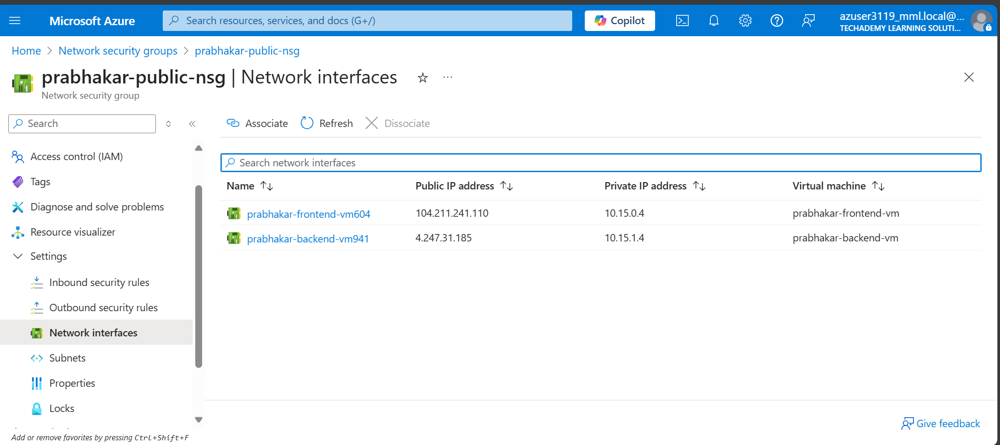 Microsoft Azure
Search resources, services, and docs (G+/)
Copilot
azuser3119_mml.local@...
TECHADEMY LEARNING SOLUTI...
Home > Network security groups > prabhakar-public-nsg
prabhakar-public-nsg | Network interfaces
Network security group
Search
Associate
Refresh
Dissociate
Access control (IAM)
Tags
Diagnose and solve problems
Resource visualizer
Settings
Inbound security rules
Outbound security rules
Network interfaces
Subnets
Properties
Locks
Add or remove favorites by pressing Ctrl+Shift+F
Search network interfaces
Name Public IP address Private IP address Virtual machine
prabhakar-frontend-vm604 104.211.241.110 10.15.0.4 prabhakar-frontend-vm
prabhakar-backend-vm941 4.247.31.185 10.15.1.4 prabhakar-backend-vm
Give feedback